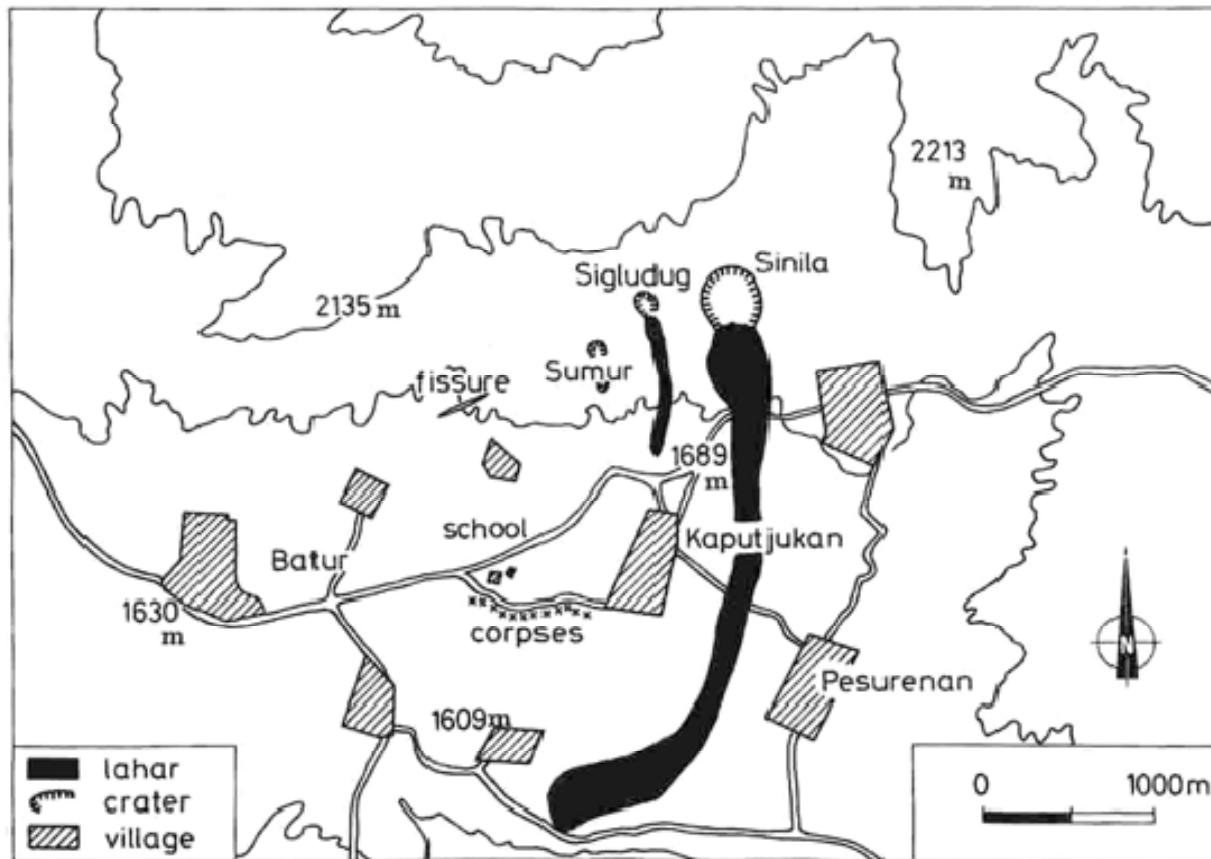 2213
m
Sinila
Sigludug
2135 m
Sumur
fissure
1689
m
school
Kaputjukan
Batur
1630
m
corpses
Pesurenan
1609m
N
lahar
crater
village
0 1000m